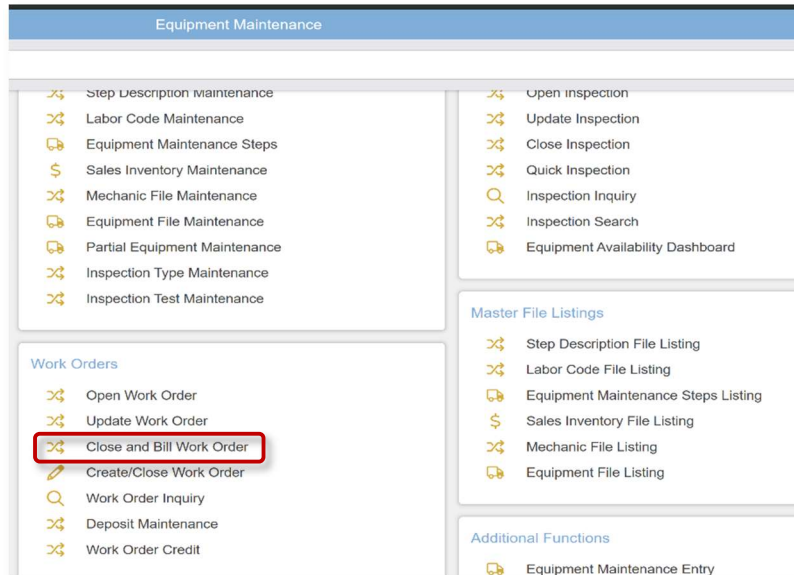 Equipment Maintenance
Step Description Maintenance
Labor Code Maintenance
Equipment Maintenance Steps
Sales Inventory Maintenance
Mechanic File Maintenance
Equipment File Maintenance
Partial Equipment Maintenance
Inspection Type Maintenance
Inspection Test Maintenance
Work Orders
Open Work Order
Update Work Order
Close and Bill Work Order
Create/Close Work Order
Work Order Inquiry
Deposit Maintenance
Work Order Credit
Open Inspection
Update Inspection
Close Inspection
Quick Inspection
Inspection Inquiry
Inspection Search
Equipment Availability Dashboard
Master File Listings
Step Description File Listing
Labor Code File Listing
Equipment Maintenance Steps Listing
Sales Inventory File Listing
Mechanic File Listing
Equipment File Listing
Additional Functions
Equipment Maintenance Entry